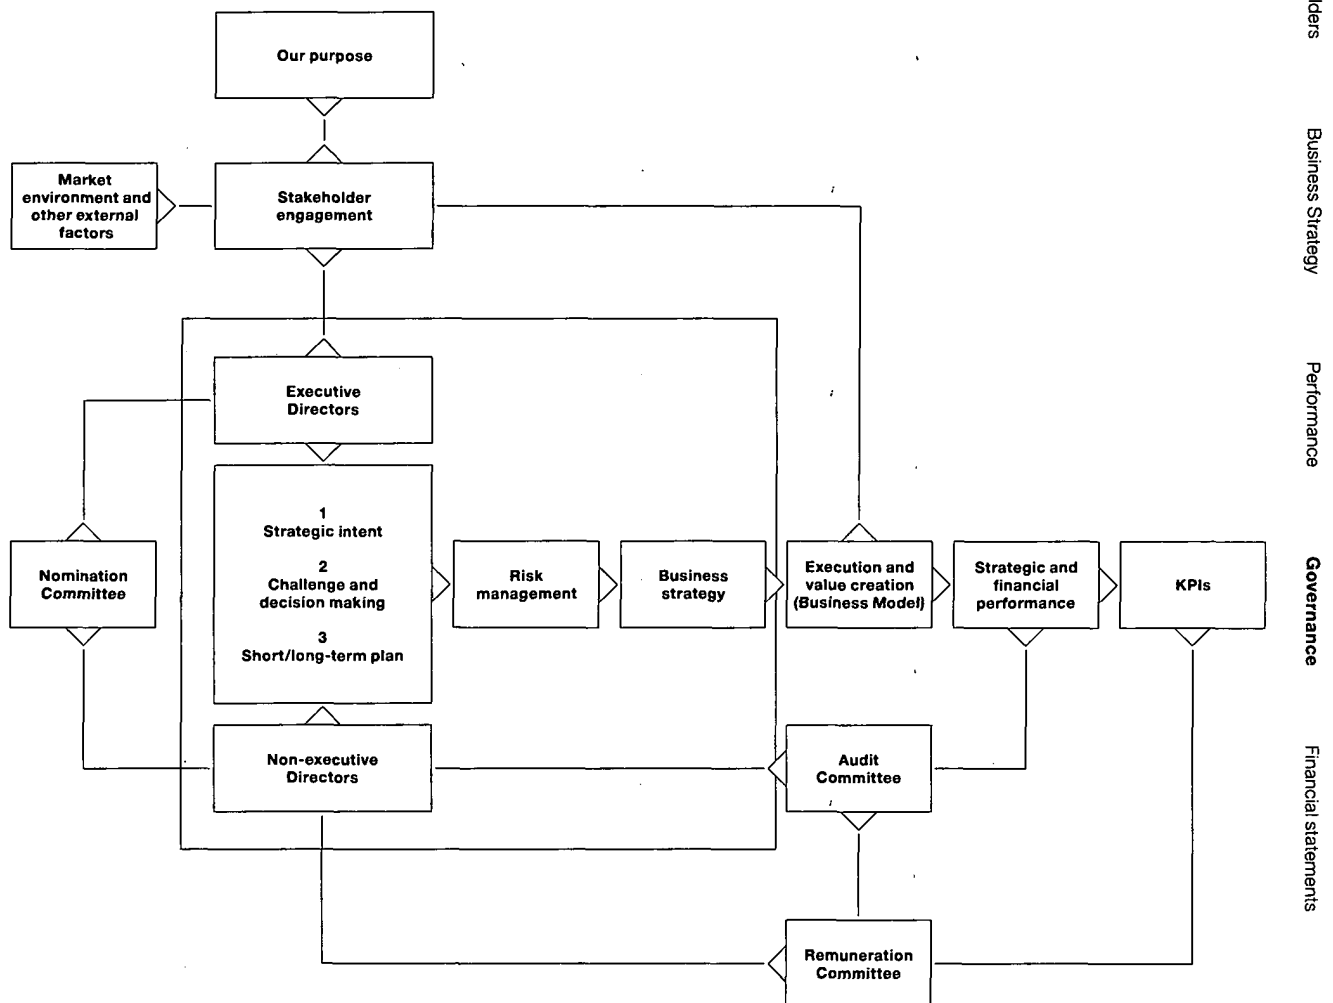 Our purpose
Market
environment and
other external
factors
Stakeholder
engagement
Executive
Directors
1
Strategic intent
2
Challenge and
decision making
3
Short/long-term plan
Nomination
Committee
Risk
management
Business
strategy
Execution and
value creation
(Business Model)
Strategic and
financial
performance
KPIs
Non-executive
Directors
Audit
Committee
Remuneration
Committee
Business Strategy
Performance
Governance
Financial statements